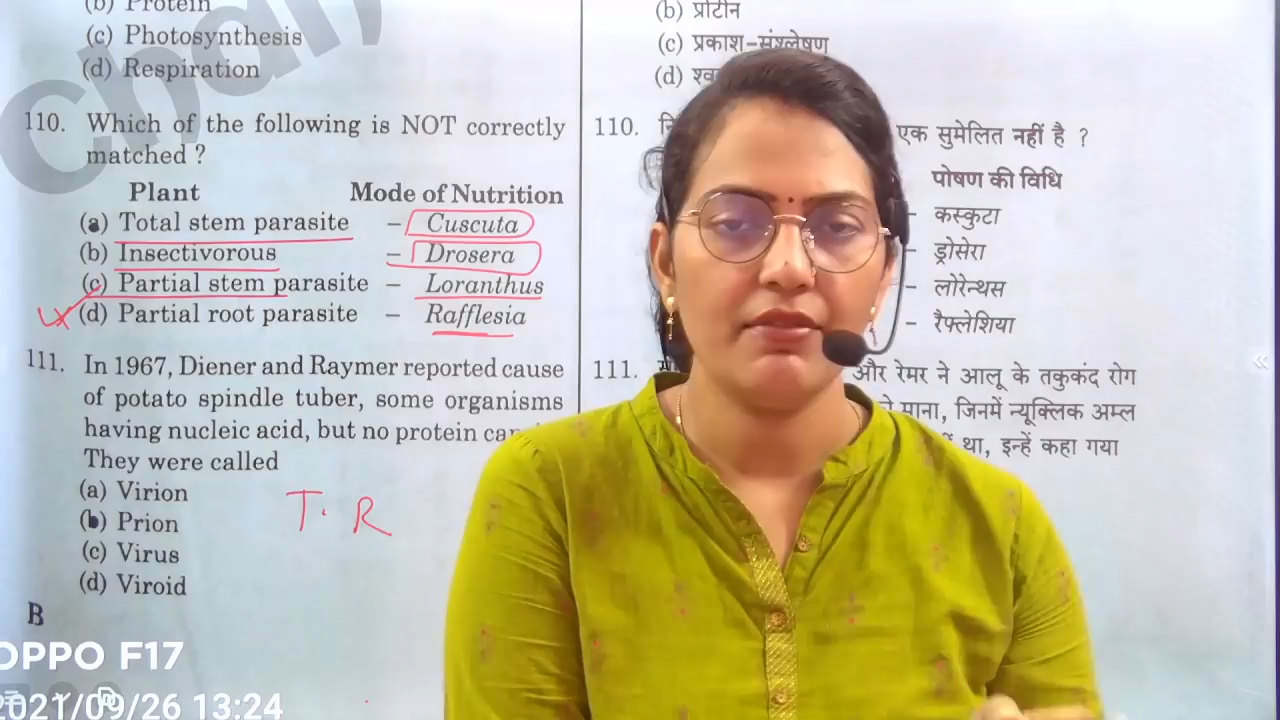 (b) Protein
(c) Photosynthesis
(d) Respiration
110. Which of the following is NOT correctly
matched ?
Plant Mode of Nutrition
(a) Total stem parasite – Cuscuta
(b) Insectivorous – Drosera
(c) Partial stem parasite – Loranthus
(d) Partial root parasite – Rafflesia
111. In 1967, Diener and Raymer reported cause
of potato spindle tuber, some organisms
having nucleic acid, but no protein
They were called
(a) Virion
(b) Prion
(c) Virus
(d) Viroid
T. R
B
OPPO F17
2021/09/26 13:24
(b) प्रोटीन
(c) प्रकाश-संश्लेषण
(d)
110. एक सुमेलित नहीं है ?
पोषण की विधि
– कस्कुटा
– ड्रोसेरा
– लोरेन्थस
– रैफ्लेशिया
111. और रेमर ने आलू के तकुकंद रोग
माना, जिनमें न्यूक्लिक अम्ल
था, इन्हें कहा गया